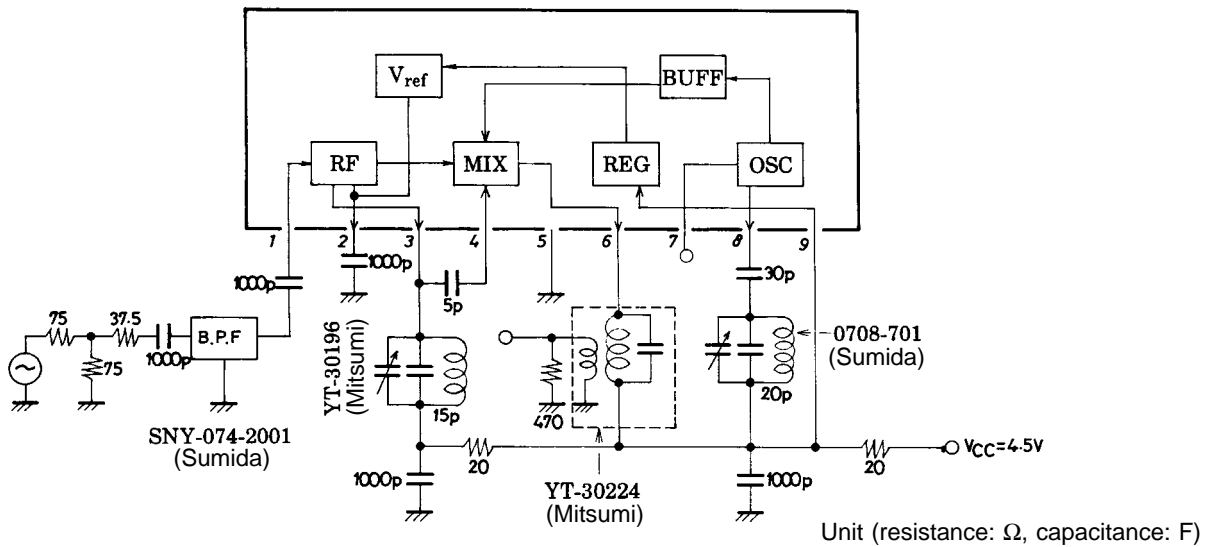 Vref
BUFF
RF
MIX
REG
OSC
1
2
3
4
5
6
7
8
9
1000p
1000p
5p
30p
75
37.5
1000p
B.P.F
75
YT-30196
(Mitsumi)
15p
470
20p
0708-701
(Sumida)
SNY-074-2001
(Sumida)
20
20
VCC=4.5V
1000p
YT-30224
(Mitsumi)
1000p
Unit (resistance: Ω, capacitance: F)